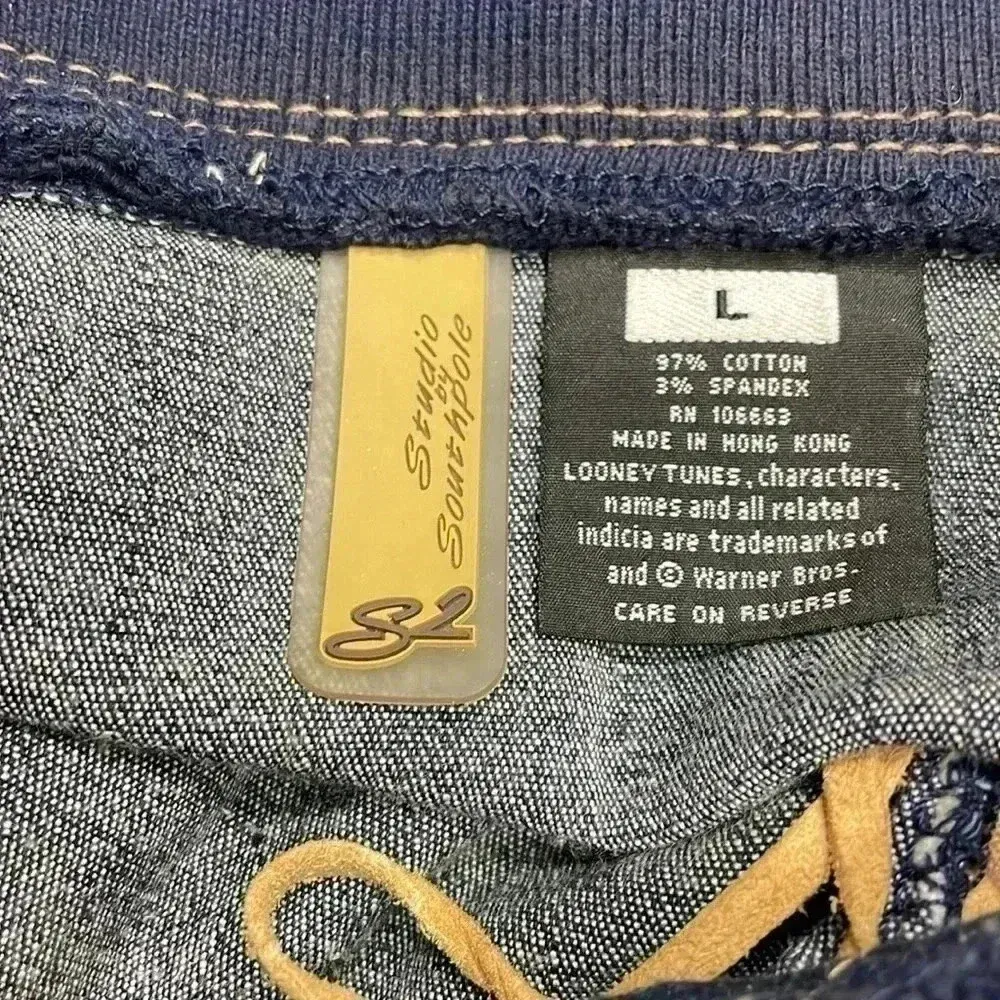 Studio
by
Southpole
S2
L
97% COTTON
3% SPANDEX
RN 106663
MADE IN HONG KONG
LOONEY TUNES, characters,
names and all related
indicia are trademarks of
and © Warner Bros.
CARE ON REVERSE